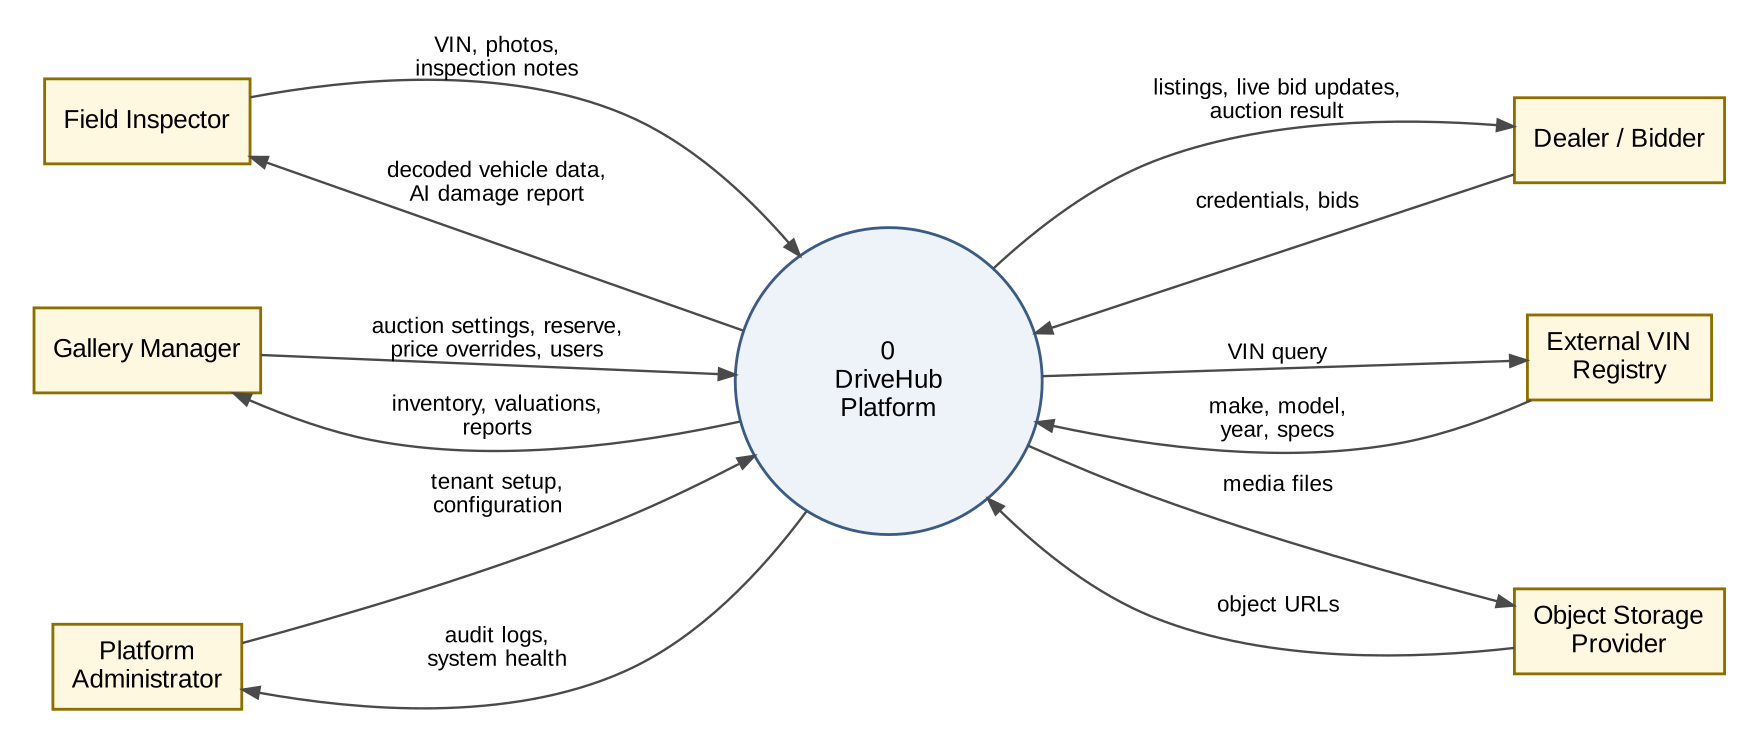 VIN, photos,
inspection notes
Field Inspector
decoded vehicle data,
AI damage report
Gallery Manager
auction settings, reserve,
price overrides, users
inventory, valuations,
reports
tenant setup,
configuration
Platform
Administrator
audit logs,
system health
0
DriveHub
Platform
listings, live bid updates,
auction result
Dealer / Bidder
credentials, bids
VIN query
External VIN
Registry
make, model,
year, specs
media files
object URLs
Object Storage
Provider